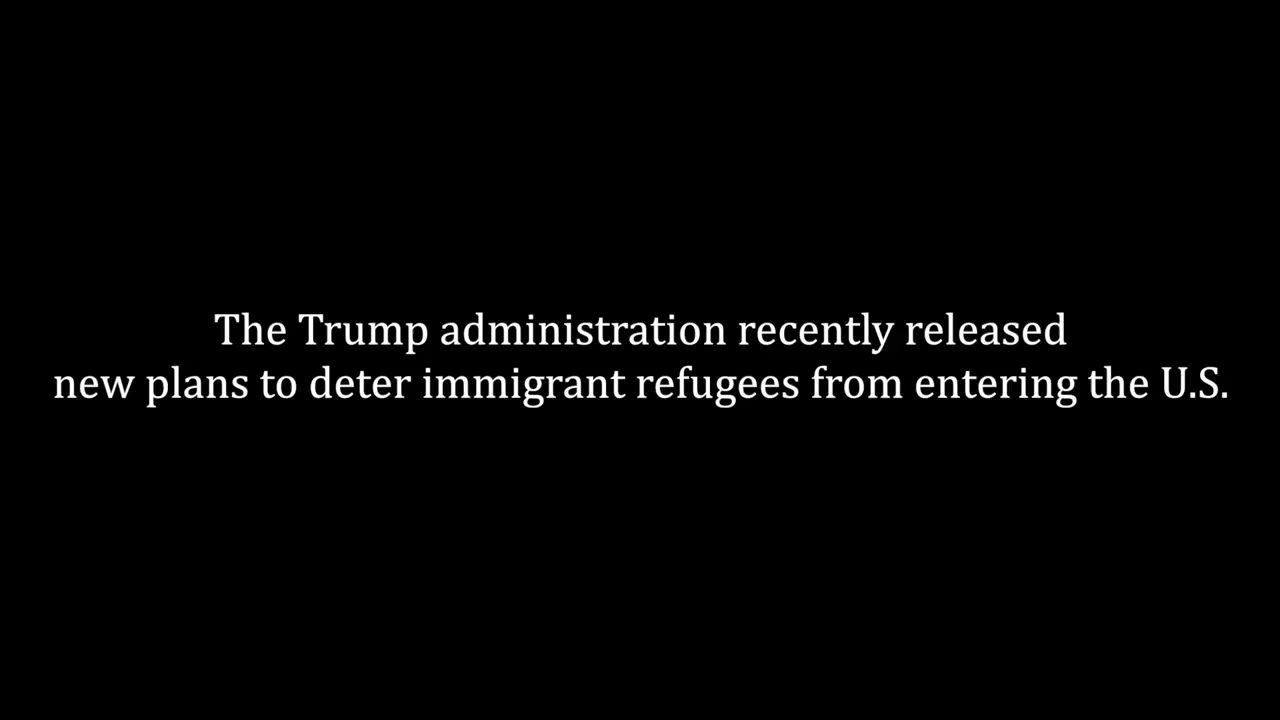 The Trump administration recently released
new plans to deter immigrant refugees from entering the U.S.